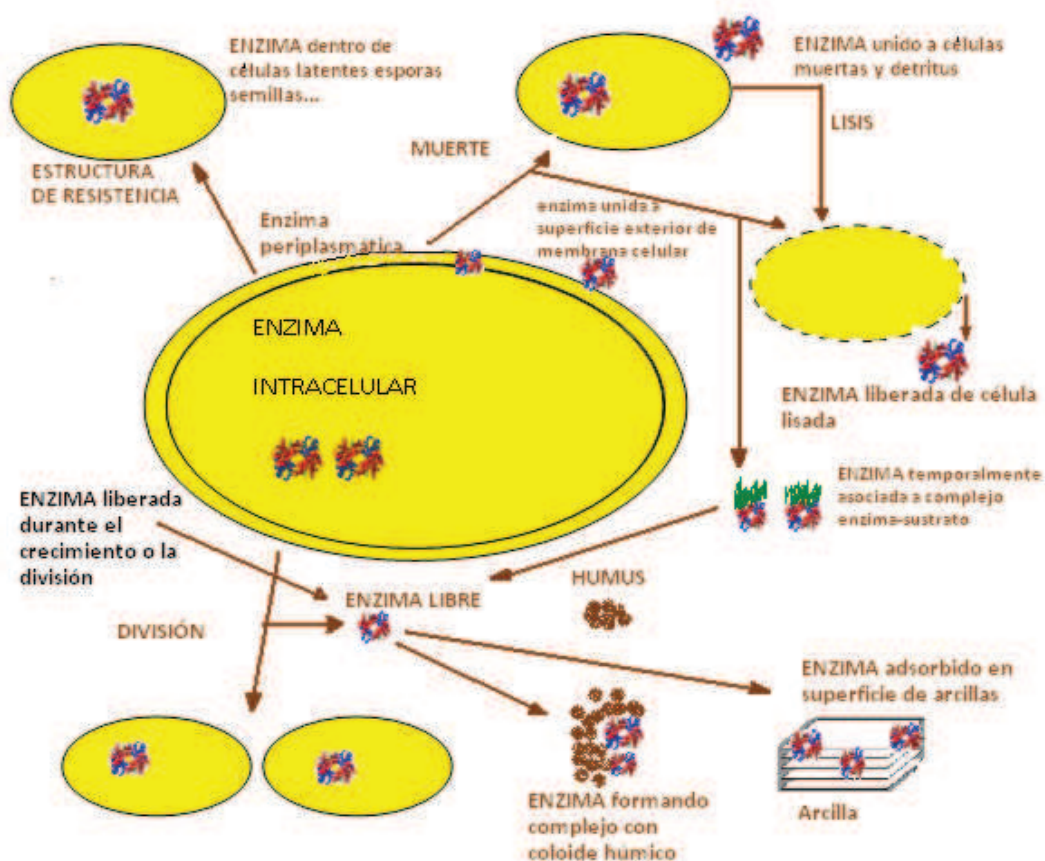 ENZIMA dentro de
células latentes esporas
semillas...
ENZIMA unido a células
muertas y detritus
LISIS
MUERTE
ESTRUCTURA
DE RESISTENCIA
Enzima
periplasmática
enzima unida a
superficie exterior de
membrana celular
ENZIMA
INTRACELULAR
ENZIMA liberada de célula
lisada
ENZIMA temporalmente
asociada a complejo
enzima-sustrato
ENZIMA liberada
durante el
crecimiento o la
división
HUMUS
ENZIMA LIBRE
DIVISIÓN
ENZIMA adsorbido en
superficie de arcillas
ENZIMA formando
complejo con
coloide húmico
Arcilla